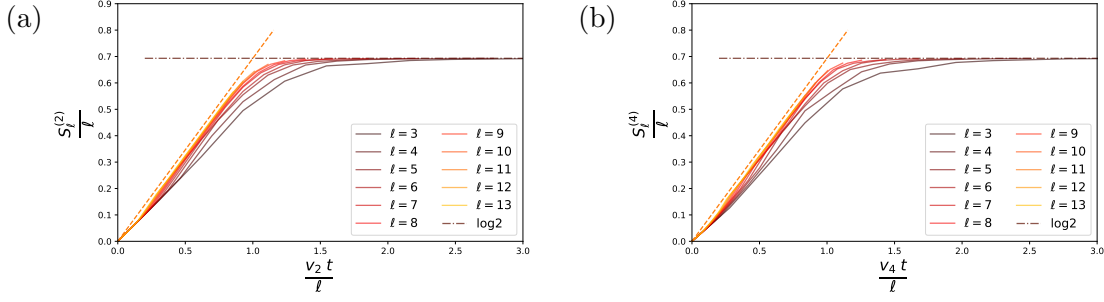 (a)
0.9
0.8
0.7
0.6
0.5
0.4
0.3
0.2
0.1
0.0
S_ℓ^(2)
ℓ
ℓ = 3
ℓ = 4
ℓ = 5
ℓ = 6
ℓ = 7
ℓ = 8
ℓ = 9
ℓ = 10
ℓ = 11
ℓ = 12
ℓ = 13
log2
0.0 0.5 1.0 1.5 2.0 2.5 3.0
v₂ t
ℓ
(b)
0.9
0.8
0.7
0.6
0.5
0.4
0.3
0.2
0.1
0.0
S_ℓ^(4)
ℓ
ℓ = 3
ℓ = 4
ℓ = 5
ℓ = 6
ℓ = 7
ℓ = 8
ℓ = 9
ℓ = 10
ℓ = 11
ℓ = 12
ℓ = 13
log2
0.0 0.5 1.0 1.5 2.0 2.5 3.0
v₄ t
ℓ